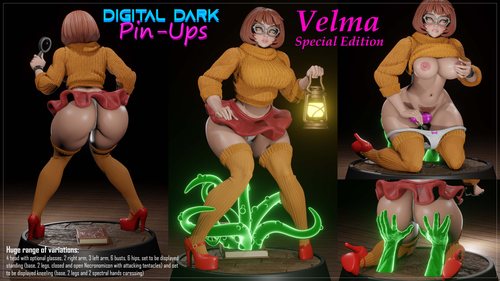 DIGITAL DARK
Pin-Ups
Velma
Special Edition
Huge range of variations:
4 head with optional glasses, 2 right arm, 3 left arm, 6 busts, 6 hips, set to be displayed
standing (base, 2 legs, closed and open Necronomicon with attacking tentacles) and set
to be displayed kneeling (base, 2 legs and 2 spectral hands caressing)